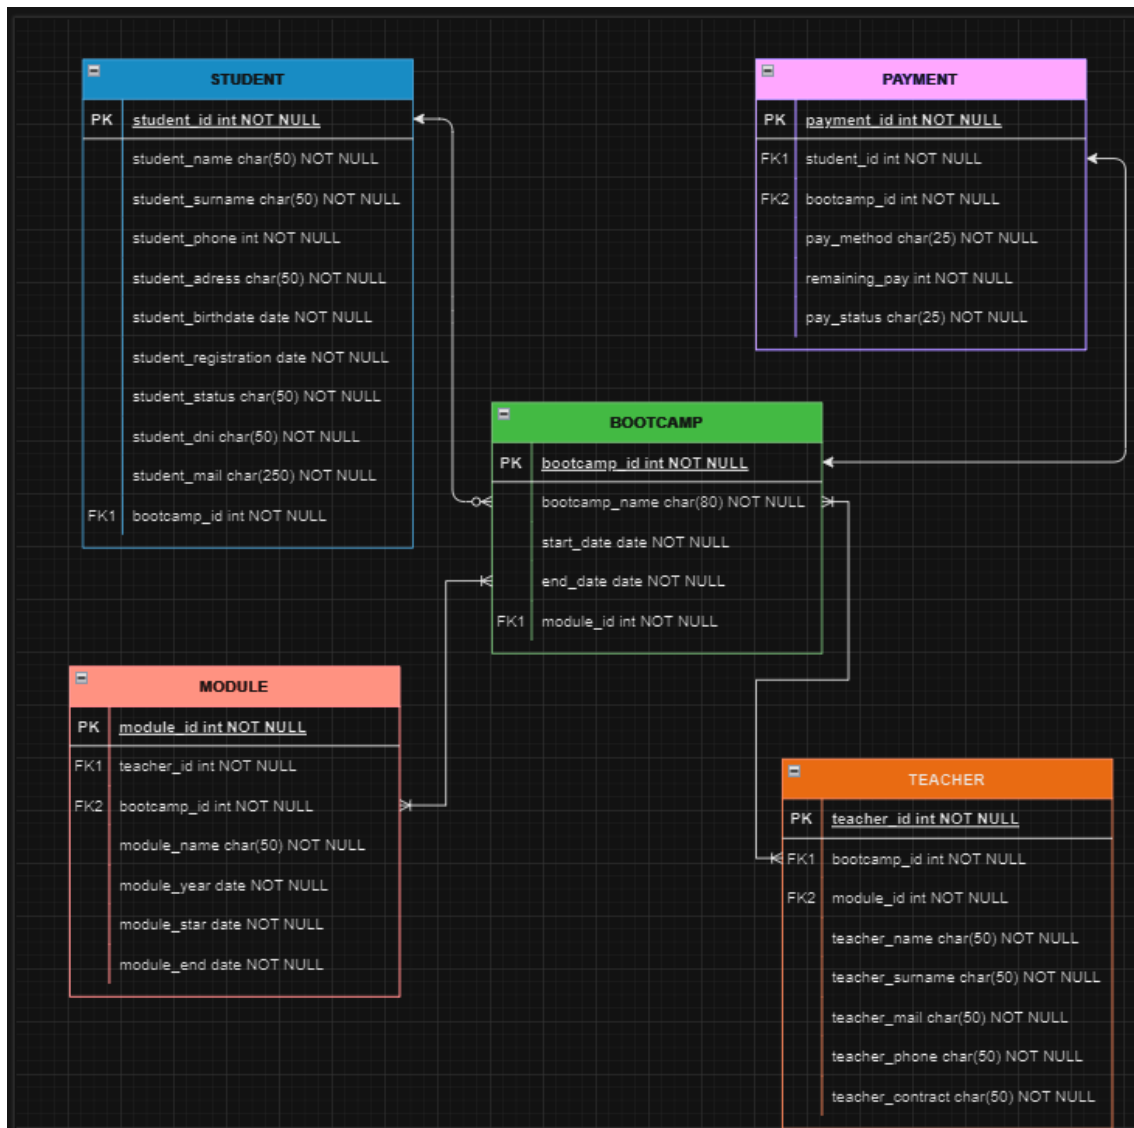 STUDENT
PK student_id int NOT NULL
student_name char(50) NOT NULL
student_surname char(50) NOT NULL
student_phone int NOT NULL
student_adress char(50) NOT NULL
student_birthdate date NOT NULL
student_registration date NOT NULL
student_status char(50) NOT NULL
student_dni char(50) NOT NULL
student_mail char(250) NOT NULL
FK1 bootcamp_id int NOT NULL
PAYMENT
PK payment_id int NOT NULL
FK1 student_id int NOT NULL
FK2 bootcamp_id int NOT NULL
pay_method char(25) NOT NULL
remaining_pay int NOT NULL
pay_status char(25) NOT NULL
BOOTCAMP
PK bootcamp_id int NOT NULL
bootcamp_name char(80) NOT NULL
start_date date NOT NULL
end_date date NOT NULL
FK1 module_id int NOT NULL
MODULE
PK module_id int NOT NULL
FK1 teacher_id int NOT NULL
FK2 bootcamp_id int NOT NULL
module_name char(50) NOT NULL
module_year date NOT NULL
module_star date NOT NULL
module_end date NOT NULL
TEACHER
PK teacher_id int NOT NULL
FK1 bootcamp_id int NOT NULL
FK2 module_id int NOT NULL
teacher_name char(50) NOT NULL
teacher_surname char(50) NOT NULL
teacher_mail char(50) NOT NULL
teacher_phone char(50) NOT NULL
teacher_contract char(50) NOT NULL